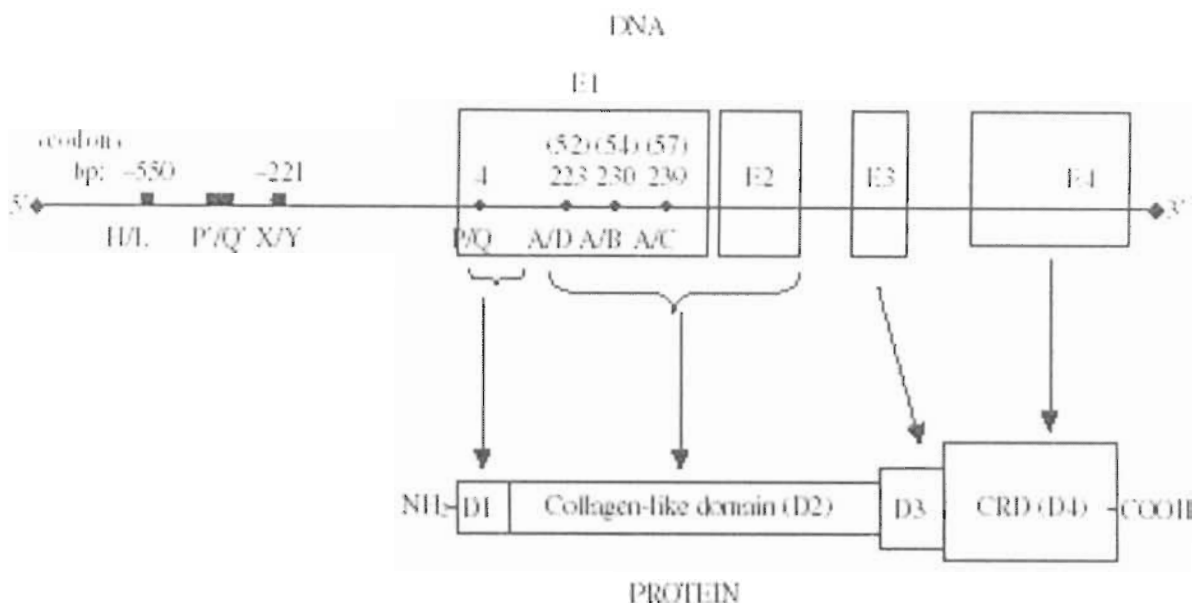 DNA
E1
(codon) (52) (54) (57)
bp: -550 -221 4 223 230 239 E2 E3 E4
5' 3'
H/L P'/Q' X/Y P/Q A/D A/B A/C
NH₂ D1 Collagen-like domain (D2) D3 CRD (D4) COOH
PROTEIN